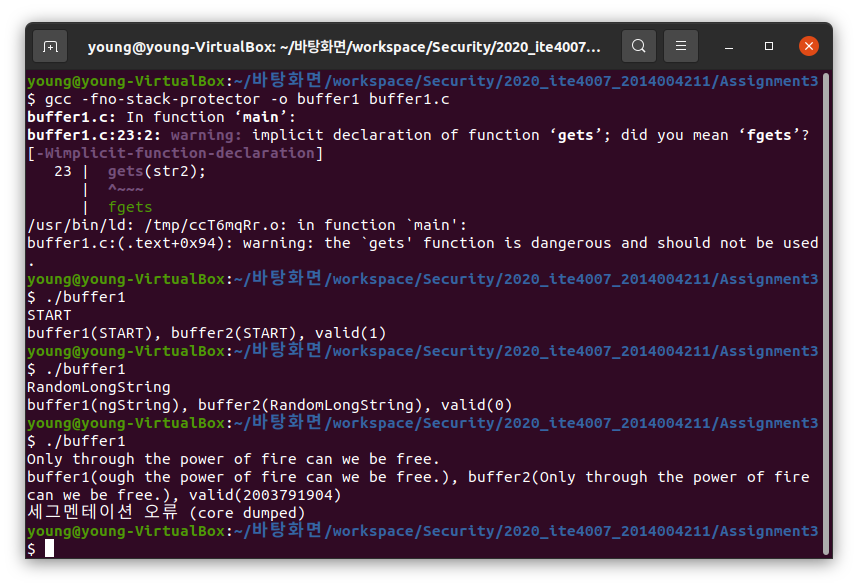 young@young-VirtualBox: ~/바탕화면/workspace/Security/2020_ite4007...
young@young-VirtualBox:~/바탕화면/workspace/Security/2020_ite4007_2014004211/Assignment3
$ gcc -fno-stack-protector -o buffer1 buffer1.c
buffer1.c: In function ‘main’:
buffer1.c:23:2: warning: implicit declaration of function ‘gets’; did you mean ‘fgets’?
[-Wimplicit-function-declaration]
   23 |  gets(str2);
      |  ^~~~
      |  fgets
/usr/bin/ld: /tmp/ccT6mqRr.o: in function `main':
buffer1.c:(.text+0x94): warning: the `gets' function is dangerous and should not be used
.
young@young-VirtualBox:~/바탕화면/workspace/Security/2020_ite4007_2014004211/Assignment3
$ ./buffer1
START
buffer1(START), buffer2(START), valid(1)
young@young-VirtualBox:~/바탕화면/workspace/Security/2020_ite4007_2014004211/Assignment3
$ ./buffer1
RandomLongString
buffer1(ngString), buffer2(RandomLongString), valid(0)
young@young-VirtualBox:~/바탕화면/workspace/Security/2020_ite4007_2014004211/Assignment3
$ ./buffer1
Only through the power of fire can we be free.
buffer1(ough the power of fire can we be free.), buffer2(Only through the power of fire
can we be free.), valid(2003791904)
세그멘테이션 오류 (core dumped)
young@young-VirtualBox:~/바탕화면/workspace/Security/2020_ite4007_2014004211/Assignment3
$